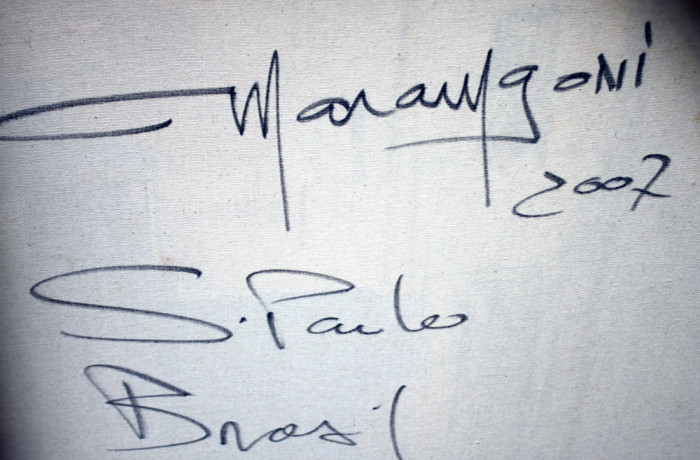 Marangoni
2007
S. Paulo
Brasil